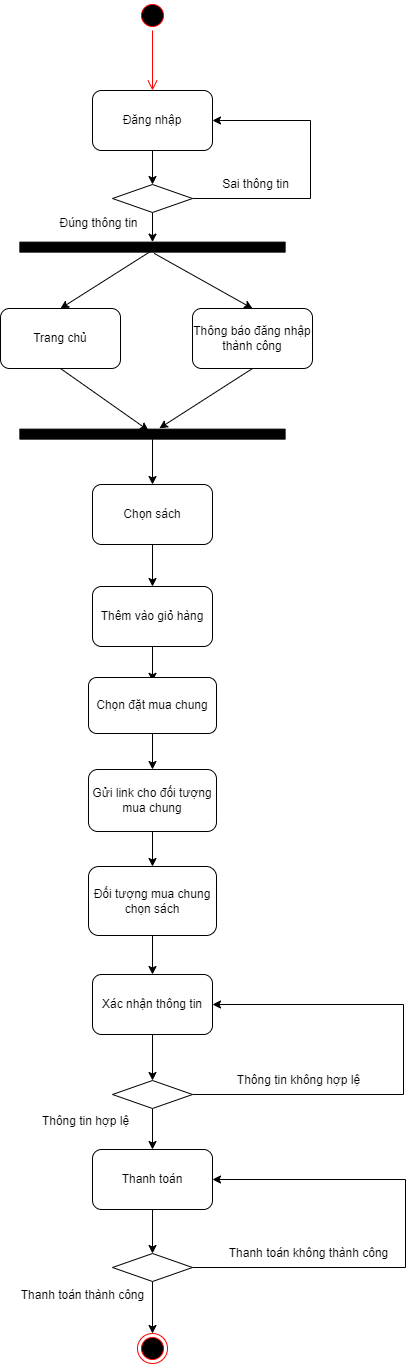 Đăng nhập
Sai thông tin
Đúng thông tin
Trang chủ
Thông báo đăng nhập
thành công
Chọn sách
Thêm vào giỏ hàng
Chọn đặt mua chung
Gửi link cho đối tượng
mua chung
Đối tượng mua chung
chọn sách
Xác nhận thông tin
Thông tin không hợp lệ
Thông tin hợp lệ
Thanh toán
Thanh toán không thành công
Thanh toán thành công